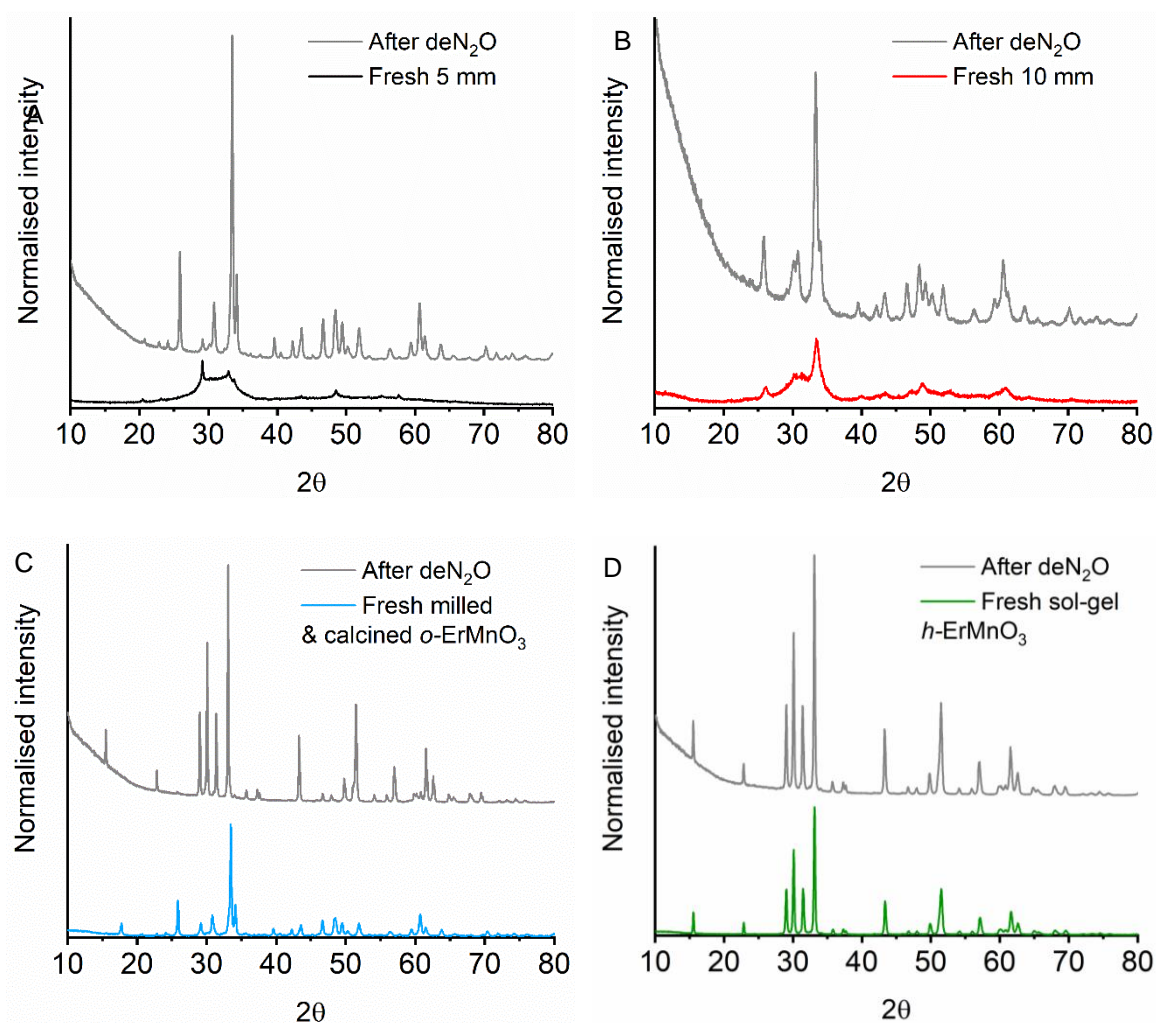 A
After deN₂O
Fresh 5 mm
Normalised intensity
10 20 30 40 50 60 70 80
2θ
B
After deN₂O
Fresh 10 mm
Normalised intensity
10 20 30 40 50 60 70 80
2θ
C
After deN₂O
Fresh milled
& calcined o-ErMnO₃
Normalised intensity
10 20 30 40 50 60 70 80
2θ
D
After deN₂O
Fresh sol-gel
h-ErMnO₃
Normalised intensity
10 20 30 40 50 60 70 80
2θ